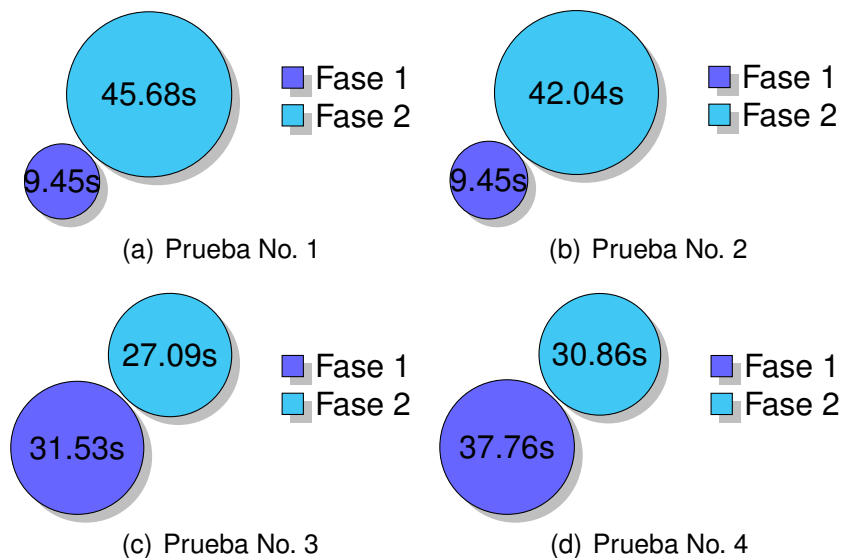 45.68s
9.45s
Fase 1
Fase 2
(a) Prueba No. 1
42.04s
9.45s
Fase 1
Fase 2
(b) Prueba No. 2
27.09s
31.53s
Fase 1
Fase 2
(c) Prueba No. 3
30.86s
37.76s
Fase 1
Fase 2
(d) Prueba No. 4